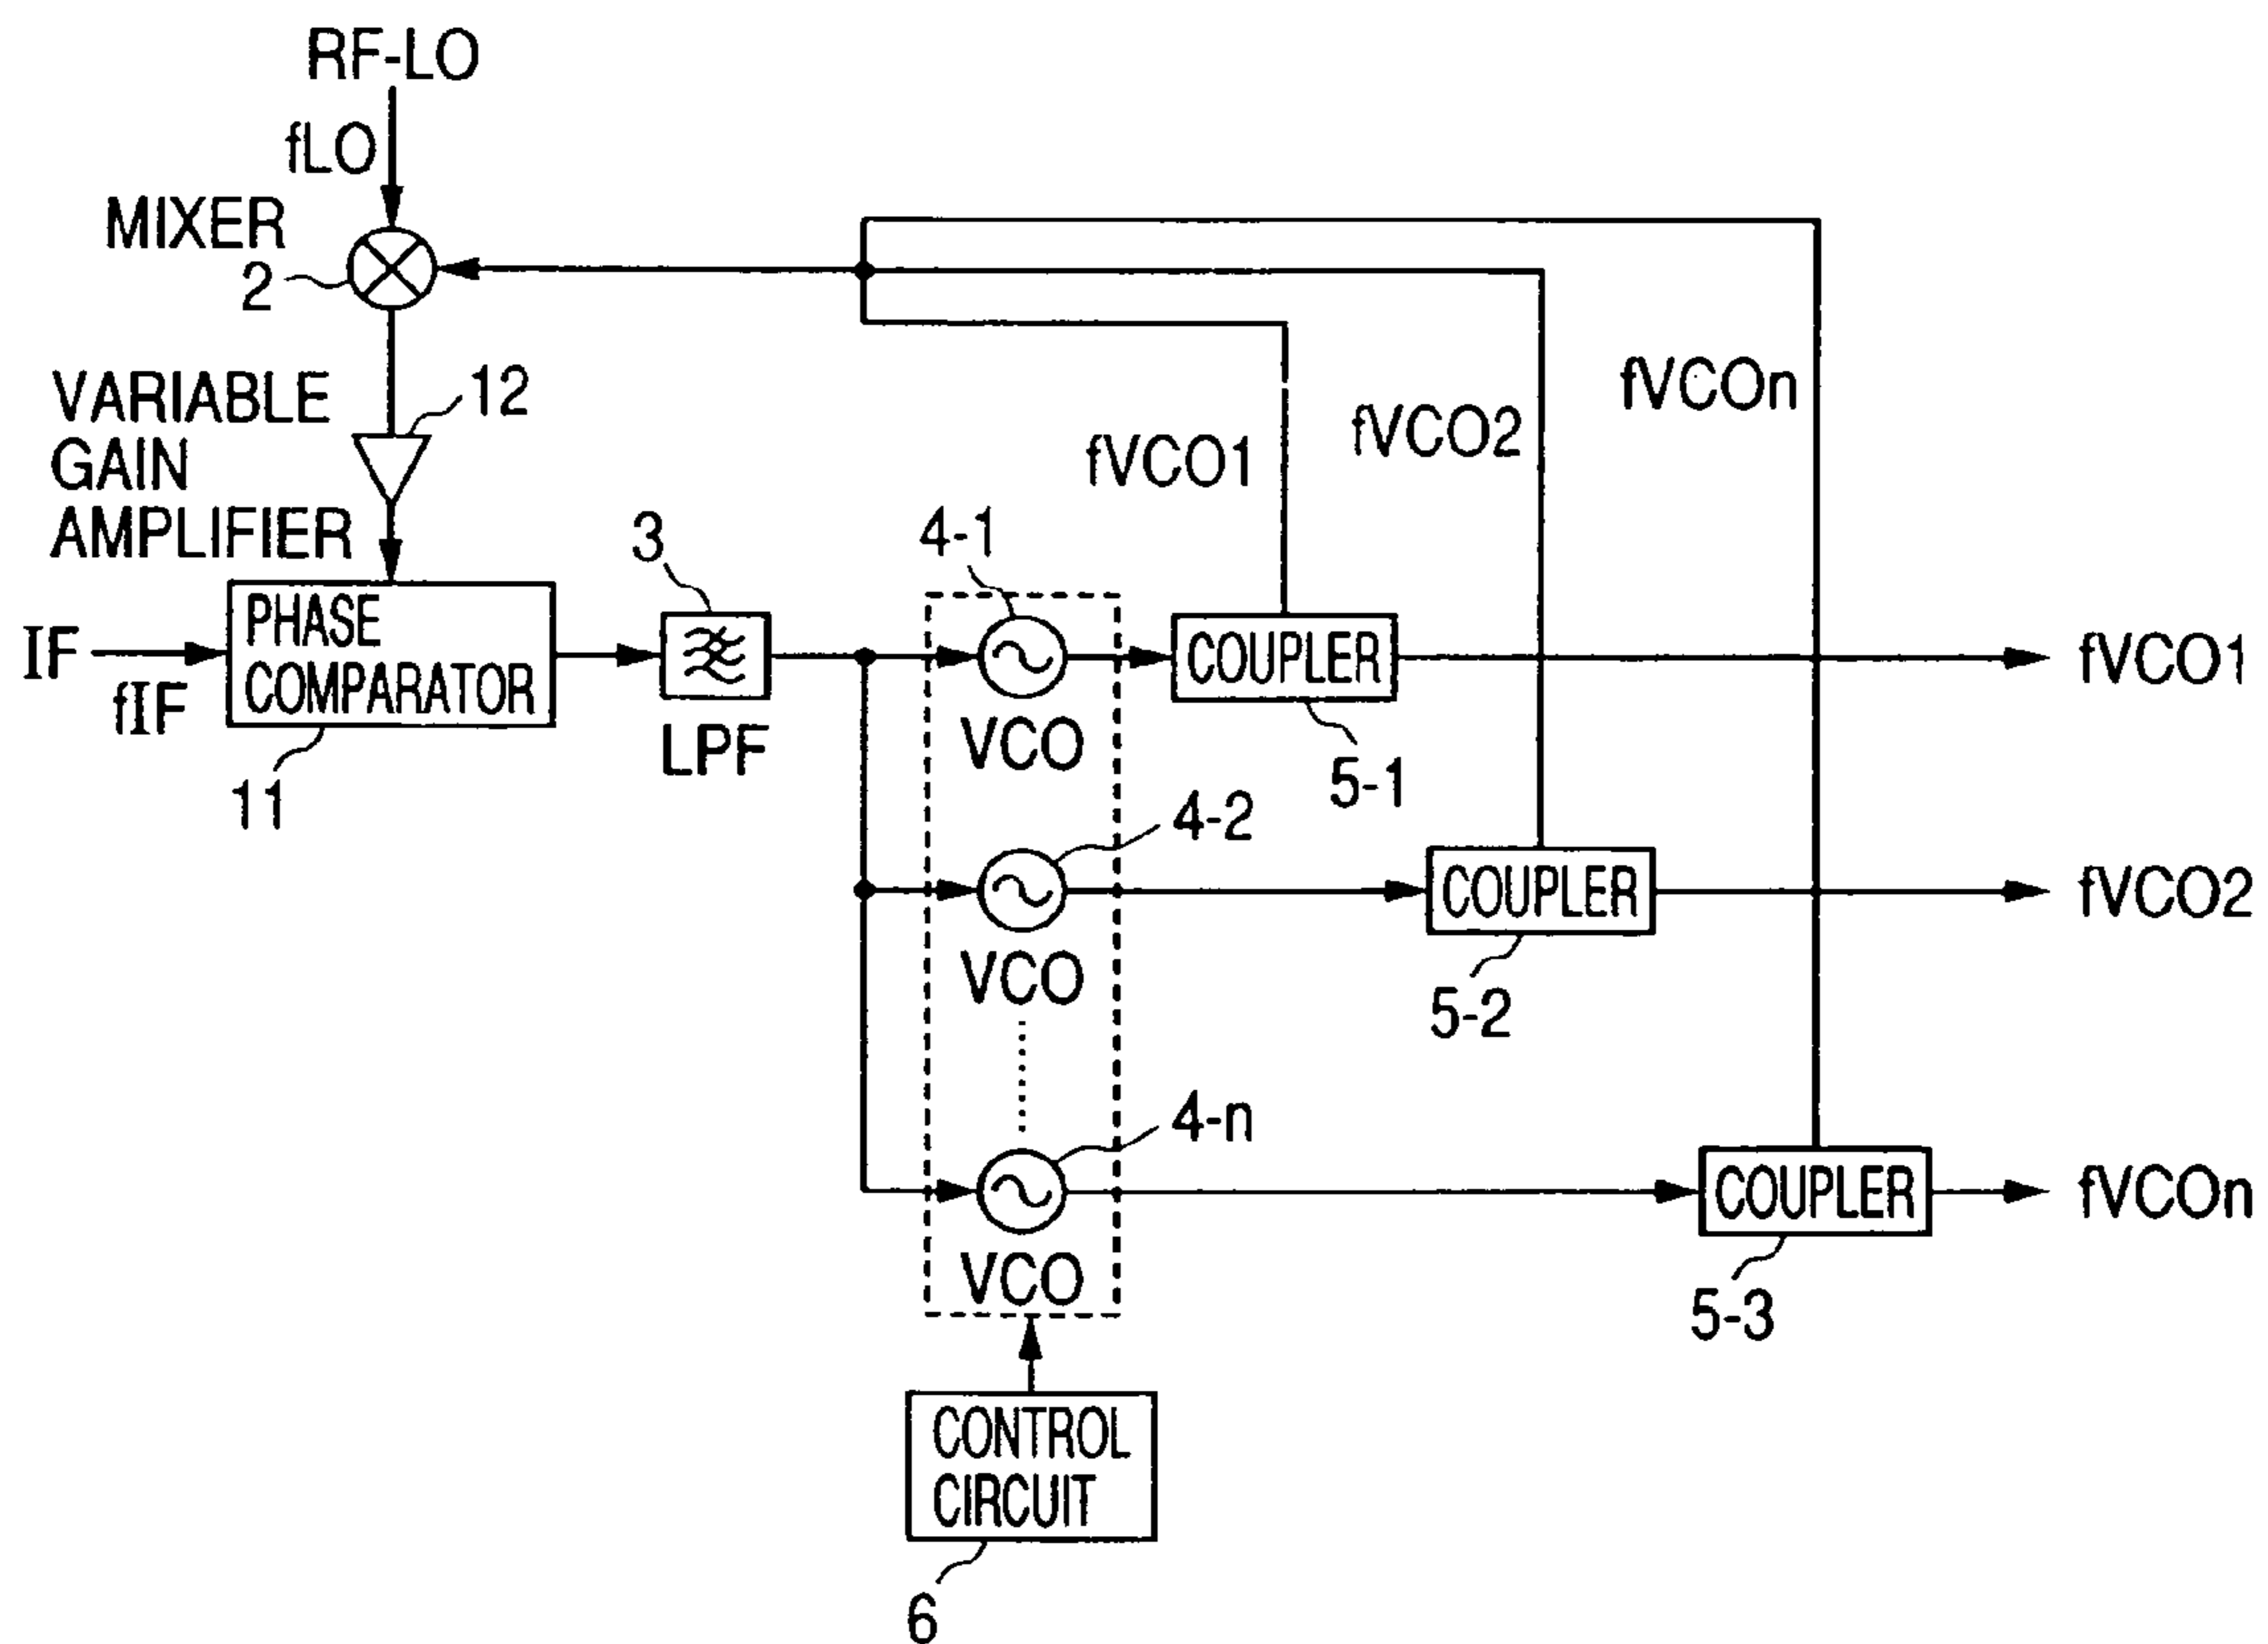 RF-LO
fLO
MIXER
2
VARIABLE
GAIN
AMPLIFIER
12
fVCO1
fVCO2
fVCOn
IF
fIF
PHASE
COMPARATOR
11
3
LPF
4-1
VCO
COUPLER
5-1
fVCO1
4-2
VCO
COUPLER
5-2
fVCO2
4-n
VCO
COUPLER
5-3
fVCOn
CONTROL
CIRCUIT
6